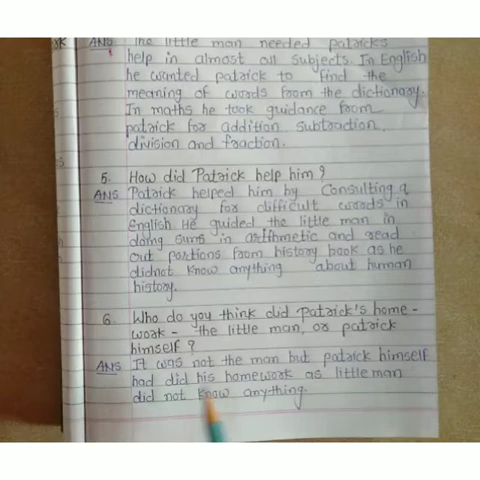 Ans The little man needed patricks
help in almost all subjects. In English
he wanted patrick to find the
meaning of words from the dictionary.
In maths he took guidance from
patrick for addition subtraction,
division and fraction.
5. How did Patrick help him?
ANS Patrick helped him by Consulting a
dictionary for difficult words in
English He guided the little man in
doing sums in arithmetic and read
out portions from history book as he
didnot know anything about human
history.
6. Who do you think did Patrick's home-
work - the little man, or patrick
himself?
ANS It was not the man but patrick himself
had did his homework as little man
did not know anything.